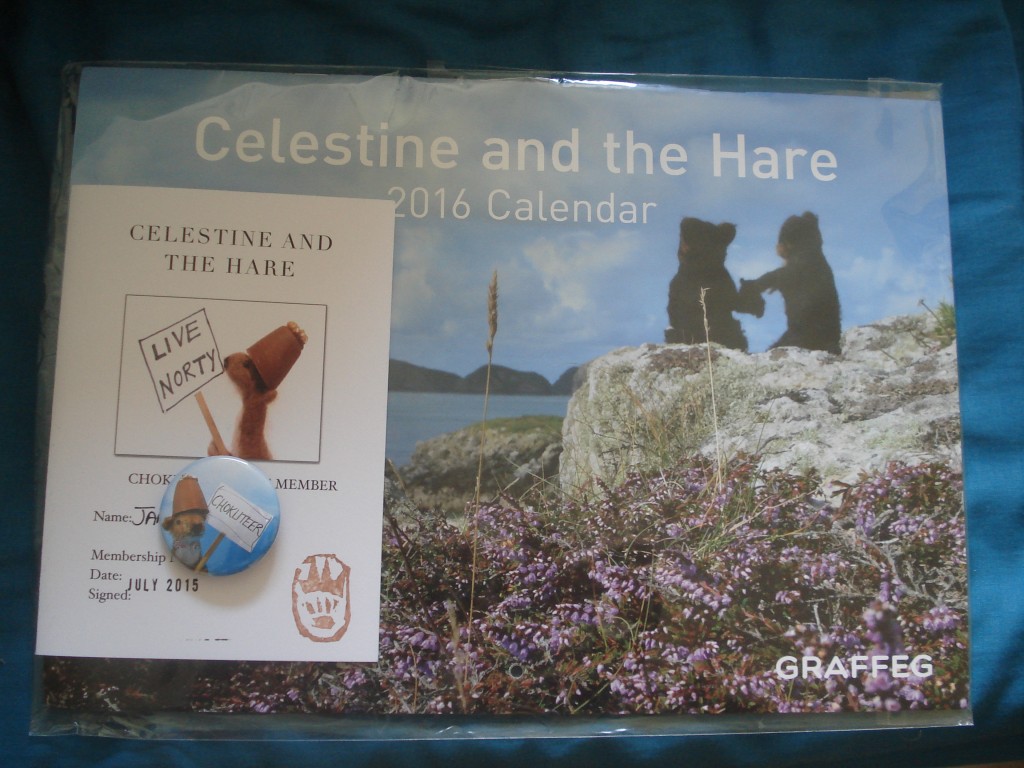 Celestine and the Hare
2016 Calendar
CELESTINE AND
THE HARE
LIVE
NORTY
MEMBER
Name:
CHOKLITEER
Membership
Date: JULY 2015
Signed:
GRAFFEG